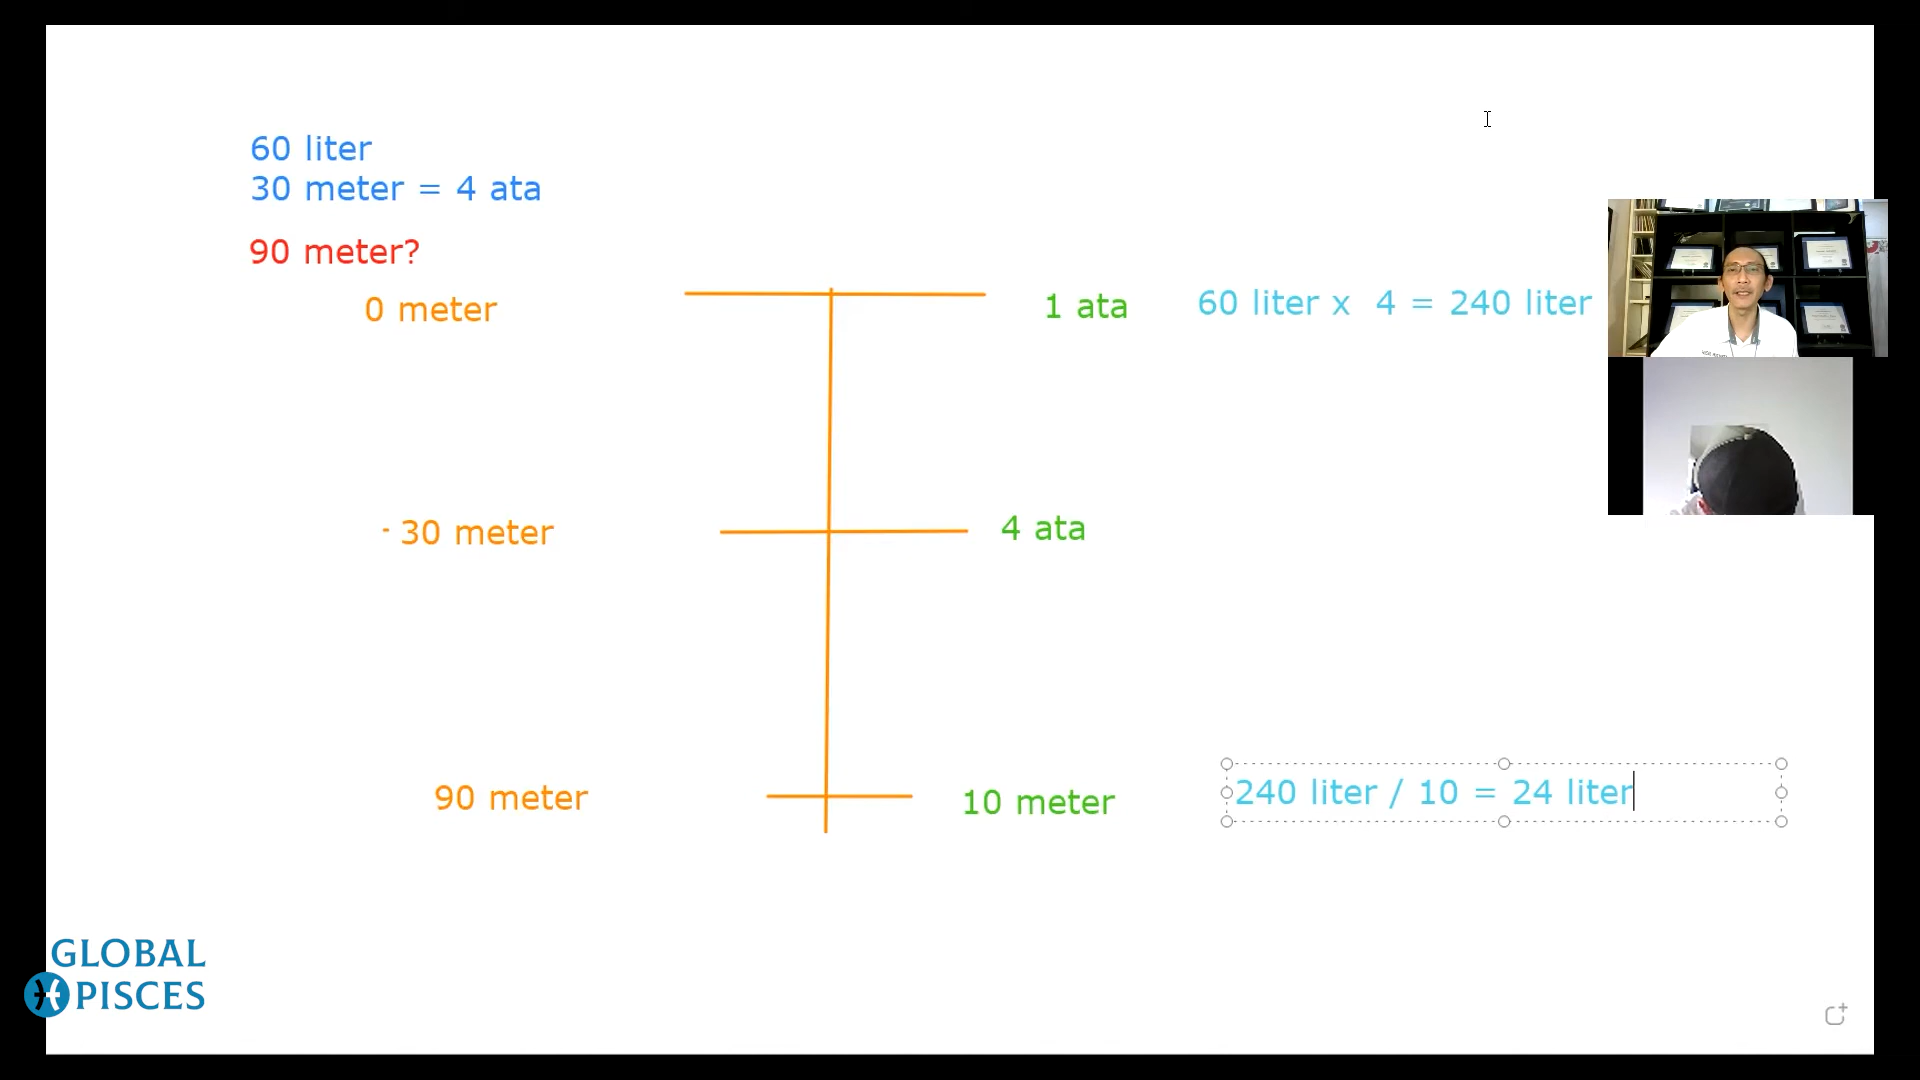 60 liter
30 meter = 4 ata
90 meter?
0 meter
1 ata
60 liter x 4 = 240 liter
- 30 meter
4 ata
90 meter
10 meter
240 liter / 10 = 24 liter
GLOBAL
PISCES